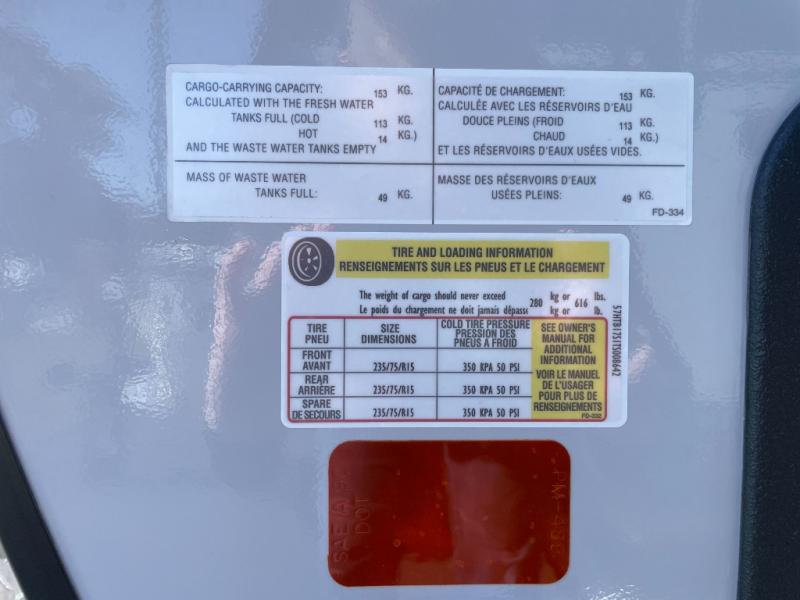 CARGO-CARRYING CAPACITY: 153 KG.
CALCULATED WITH THE FRESH WATER
TANKS FULL (COLD 113 KG.
HOT 14 KG.)
AND THE WASTE WATER TANKS EMPTY
MASS OF WASTE WATER
TANKS FULL: 49 KG.
CAPACITÉ DE CHARGEMENT: 153 KG.
CALCULÉE AVEC LES RÉSERVOIRS D'EAU
DOUCE PLEINS (FROID 113 KG.
CHAUD 14 KG.)
ET LES RÉSERVOIRS D'EAUX USÉES VIDES.
MASSE DES RÉSERVOIRS D'EAUX
USÉES PLEINS: 49 KG.
FD-334
TIRE AND LOADING INFORMATION
RENSEIGNEMENTS SUR LES PNEUS ET LE CHARGEMENT
The weight of cargo should never exceed 280 kg or 616 lbs.
Le poids du chargement ne doit jamais dépasse kg or lb.
TIRE SIZE COLD TIRE PRESSURE
PNEU DIMENSIONS PRESSION DES
PNEUS A FROID
FRONT
AVANT 235/75/R15 350 KPA 50 PSI
REAR
ARRIÈRE 235/75/R15 350 KPA 50 PSI
SPARE
DE SECOURS 235/75/R15 350 KPA 50 PSI
SEE OWNER'S
MANUAL FOR
ADDITIONAL
INFORMATION
VOIR LE MANUEL
DE L'USAGER
POUR PLUS DE
RENSEIGNEMENTS
FD-332
SAE
DOT